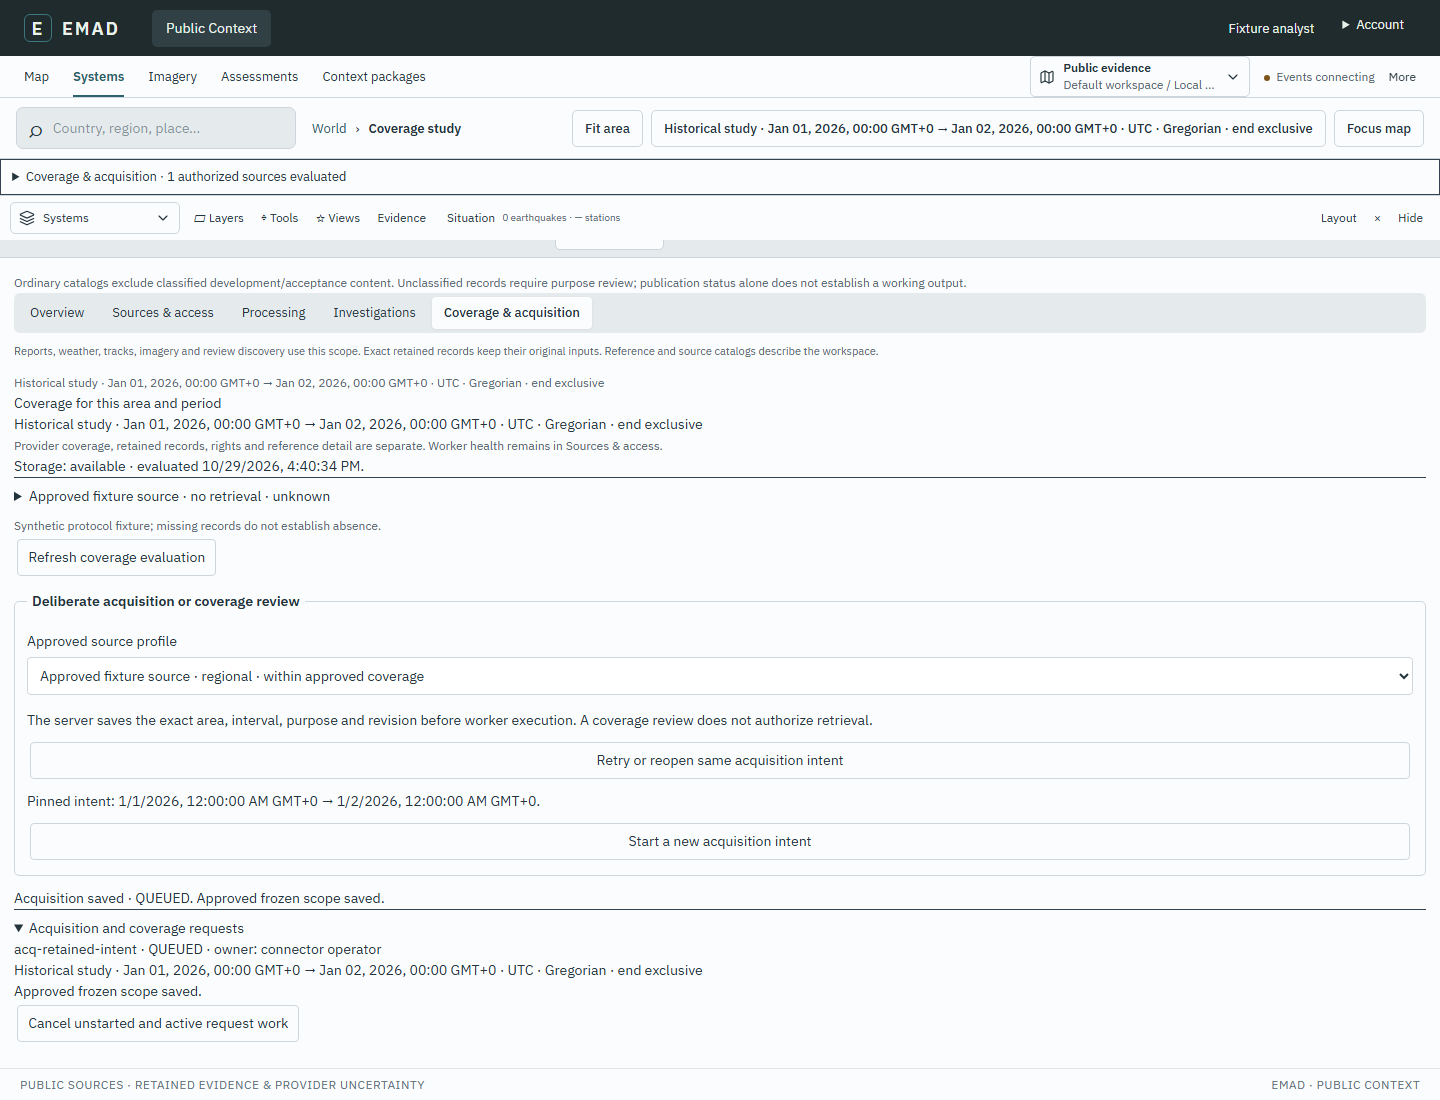 E EMAD
Public Context
Fixture analyst
Account
Map Systems Imagery Assessments Context packages
Public evidence
Default workspace / Local ...
Events connecting
More
Country, region, place...
World › Coverage study
Fit area
Historical study · Jan 01, 2026, 00:00 GMT+0 → Jan 02, 2026, 00:00 GMT+0 · UTC · Gregorian · end exclusive
Focus map
Coverage & acquisition · 1 authorized sources evaluated
Systems
Layers
Tools
Views
Evidence
Situation 0 earthquakes · — stations
Layout
× Hide
Ordinary catalogs exclude classified development/acceptance content. Unclassified records require purpose review; publication status alone does not establish a working output.
Overview Sources & access Processing Investigations Coverage & acquisition
Reports, weather, tracks, imagery and review discovery use this scope. Exact retained records keep their original inputs. Reference and source catalogs describe the workspace.
Historical study · Jan 01, 2026, 00:00 GMT+0 → Jan 02, 2026, 00:00 GMT+0 · UTC · Gregorian · end exclusive
Coverage for this area and period
Historical study · Jan 01, 2026, 00:00 GMT+0 → Jan 02, 2026, 00:00 GMT+0 · UTC · Gregorian · end exclusive
Provider coverage, retained records, rights and reference detail are separate. Worker health remains in Sources & access.
Storage: available · evaluated 10/29/2026, 4:40:34 PM.
Approved fixture source · no retrieval · unknown
Synthetic protocol fixture; missing records do not establish absence.
Refresh coverage evaluation
Deliberate acquisition or coverage review
Approved source profile
Approved fixture source · regional · within approved coverage
The server saves the exact area, interval, purpose and revision before worker execution. A coverage review does not authorize retrieval.
Retry or reopen same acquisition intent
Pinned intent: 1/1/2026, 12:00:00 AM GMT+0 → 1/2/2026, 12:00:00 AM GMT+0.
Start a new acquisition intent
Acquisition saved · QUEUED. Approved frozen scope saved.
Acquisition and coverage requests
acq-retained-intent · QUEUED · owner: connector operator
Historical study · Jan 01, 2026, 00:00 GMT+0 → Jan 02, 2026, 00:00 GMT+0 · UTC · Gregorian · end exclusive
Approved frozen scope saved.
Cancel unstarted and active request work
PUBLIC SOURCES · RETAINED EVIDENCE & PROVIDER UNCERTAINTY
EMAD · PUBLIC CONTEXT